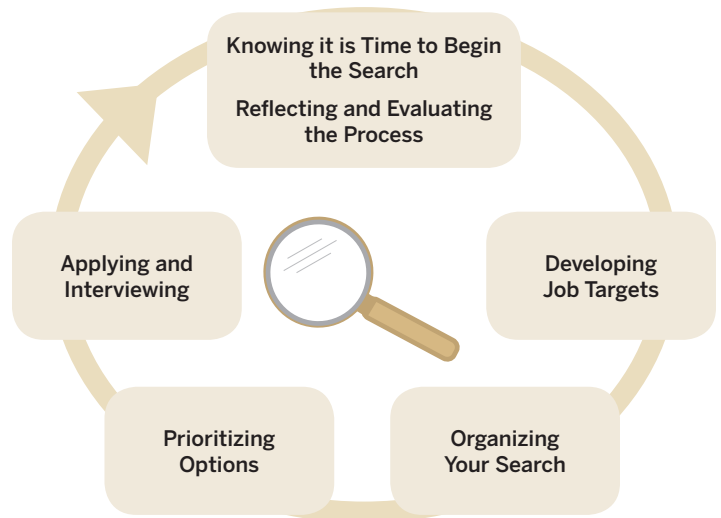 Knowing it is Time to Begin
the Search
Reflecting and Evaluating
the Process
Developing
Job Targets
Organizing
Your Search
Prioritizing
Options
Applying and
Interviewing